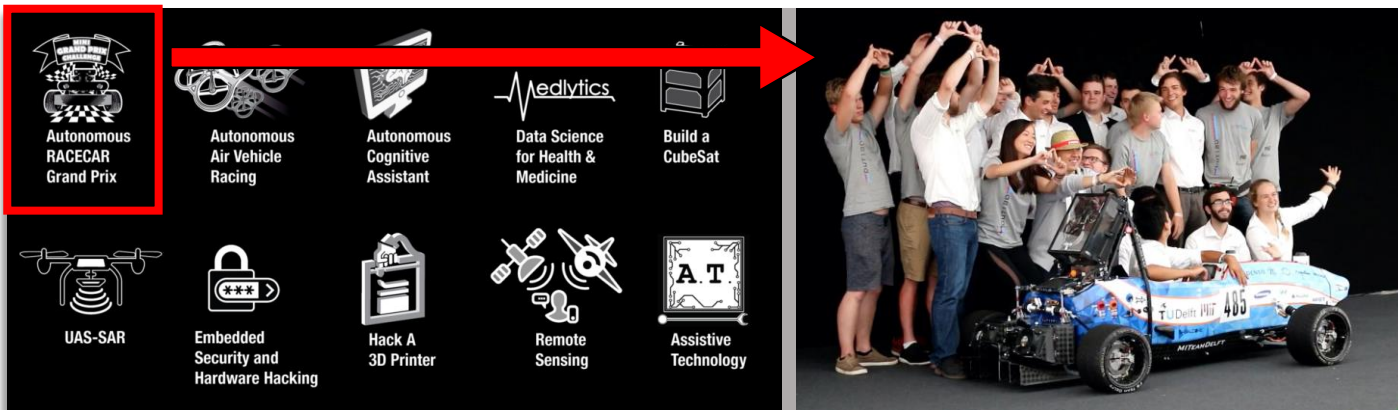 MINI
GRAND PRIX
CHALLENGE
Autonomous
RACECAR
Grand Prix
Autonomous
Air Vehicle
Racing
Autonomous
Cognitive
Assistant
Medlytics
Data Science
for Health &
Medicine
Build a
CubeSat
UAS-SAR
***
Embedded
Security and
Hardware Hacking
Hack A
3D Printer
Remote
Sensing
A.T.
Assistive
Technology
TUDelft MIT 485
MITEAMDELFT